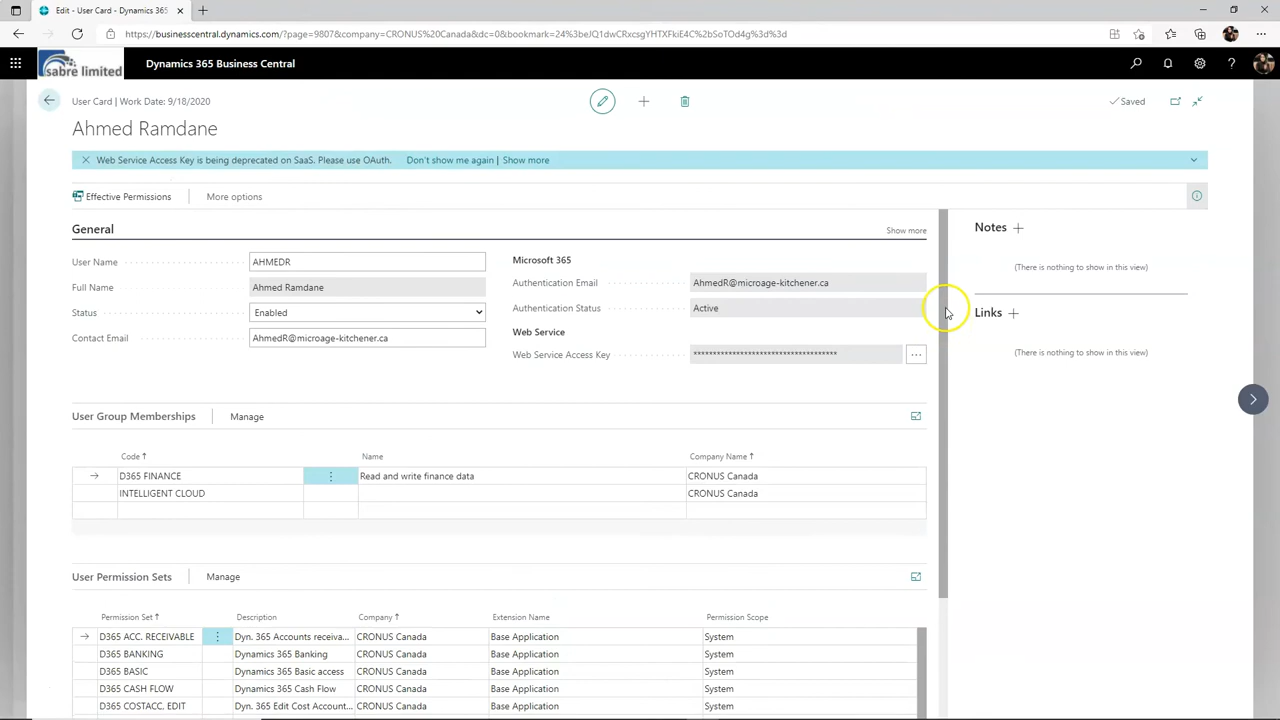 Edit - User Card - Dynamics 365
https://businesscentral.dynamics.com/?page=9807&company=CRONUS%20Canada&dc=0&bookmark=24%3beJQ1dwCRxcsgYHTXFkiE4C%2bSoTOd4g%3d%3d
sabre limited
Dynamics 365 Business Central
User Card | Work Date: 9/18/2020
Saved
Ahmed Ramdane
Web Service Access Key is being deprecated on SaaS. Please use OAuth. Don't show me again | Show more
Effective Permissions More options
General Show more
User Name AHMEDR
Full Name Ahmed Ramdane
Status Enabled
Contact Email AhmedR@microage-kitchener.ca
Microsoft 365
Authentication Email AhmedR@microage-kitchener.ca
Authentication Status Active
Web Service
Web Service Access Key ************************************
Notes
(There is nothing to show in this view)
Links
(There is nothing to show in this view)
User Group Memberships Manage
Code Name Company Name
D365 FINANCE Read and write finance data CRONUS Canada
INTELLIGENT CLOUD CRONUS Canada
User Permission Sets Manage
Permission Set Description Company Extension Name Permission Scope
D365 ACC. RECEIVABLE Dyn. 365 Accounts receiva... CRONUS Canada Base Application System
D365 BANKING Dynamics 365 Banking CRONUS Canada Base Application System
D365 BASIC Dynamics 365 Basic access CRONUS Canada Base Application System
D365 CASH FLOW Dynamics 365 Cash Flow CRONUS Canada Base Application System
D365 COSTACC. EDIT Dyn. 365 Edit Cost Account... CRONUS Canada Base Application System